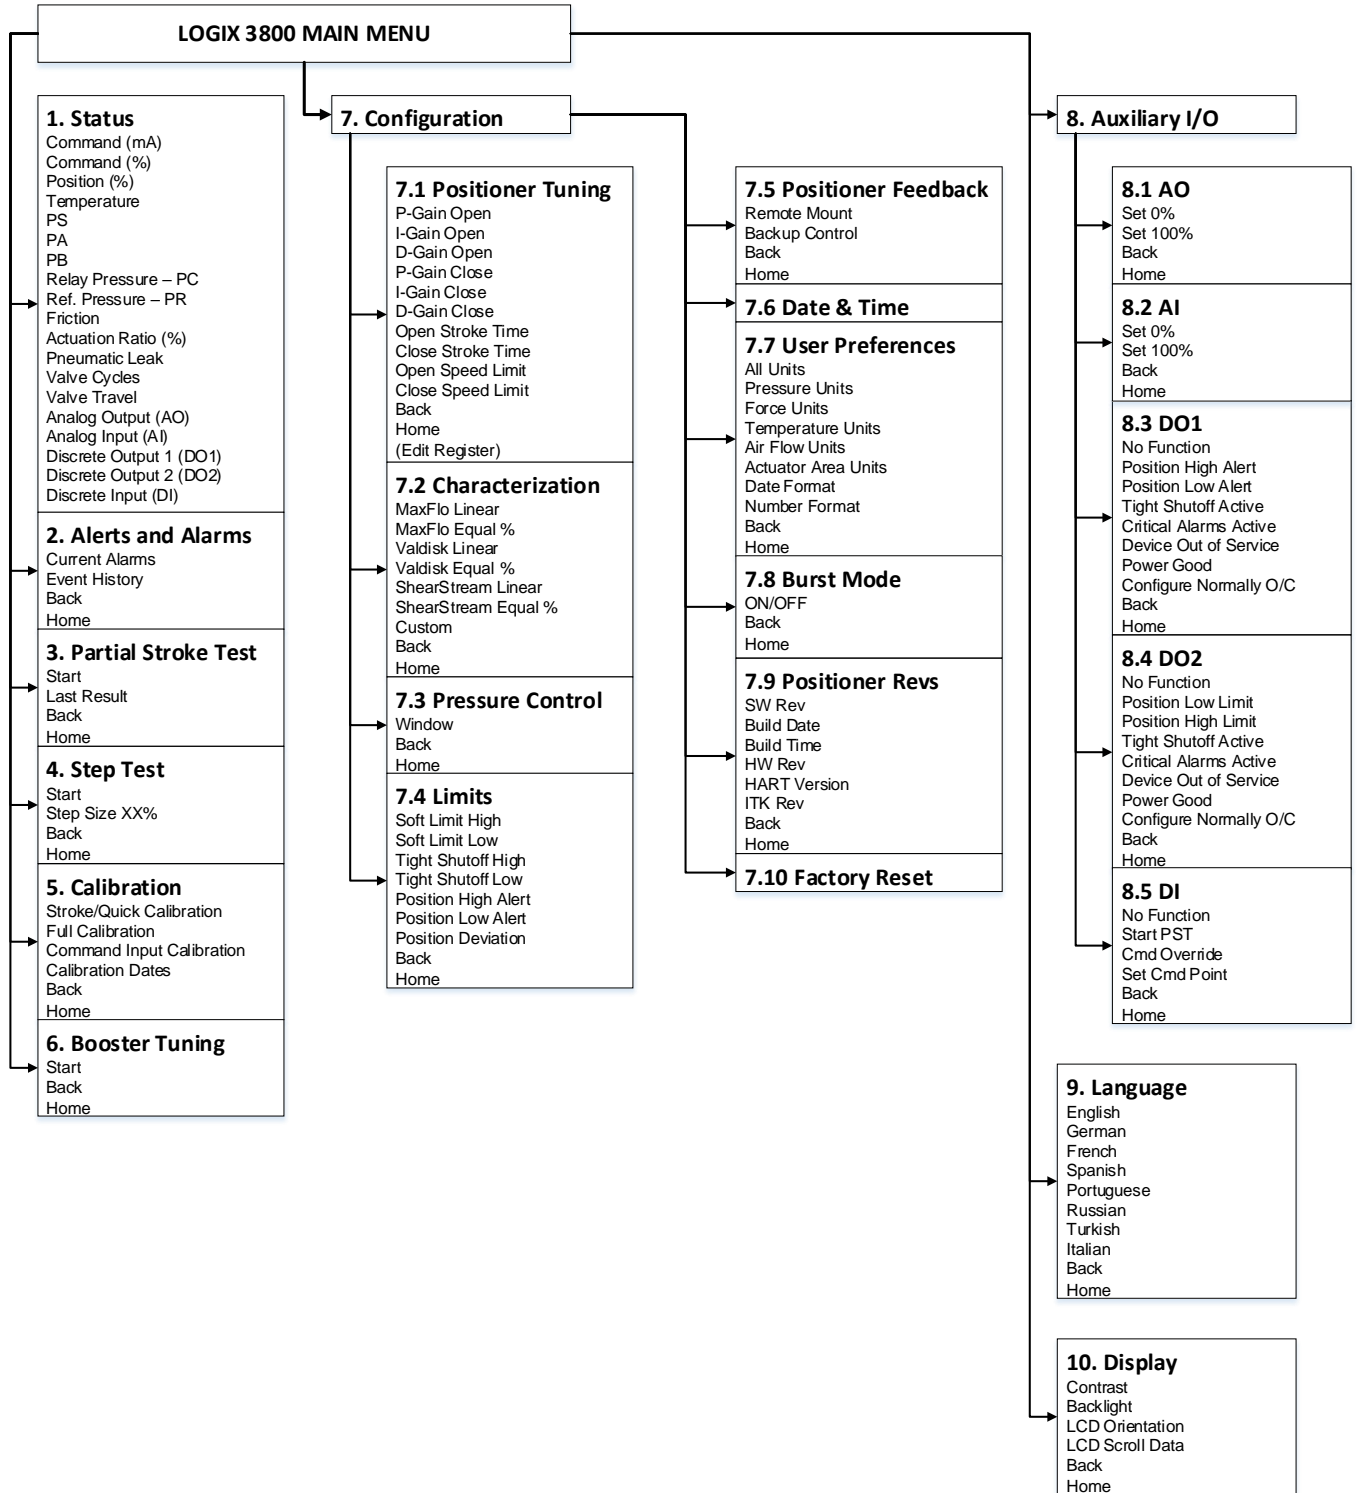 LOGIX 3800 MAIN MENU
1. Status
Command (mA)
Command (%)
Position (%)
Temperature
PS
PA
PB
Relay Pressure – PC
Ref. Pressure – PR
Friction
Actuation Ratio (%)
Pneumatic Leak
Valve Cycles
Valve Travel
Analog Output (AO)
Analog Input (AI)
Discrete Output 1 (DO1)
Discrete Output 2 (DO2)
Discrete Input (DI)
2. Alerts and Alarms
Current Alarms
Event History
Back
Home
3. Partial Stroke Test
Start
Last Result
Back
Home
4. Step Test
Start
Step Size XX%
Back
Home
5. Calibration
Stroke/Quick Calibration
Full Calibration
Command Input Calibration
Calibration Dates
Back
Home
6. Booster Tuning
Start
Back
Home
7. Configuration
7.1 Positioner Tuning
P-Gain Open
I-Gain Open
D-Gain Open
P-Gain Close
I-Gain Close
D-Gain Close
Open Stroke Time
Close Stroke Time
Open Speed Limit
Close Speed Limit
Back
Home
(Edit Register)
7.2 Characterization
MaxFlo Linear
MaxFlo Equal %
Valdisk Linear
Valdisk Equal %
ShearStream Linear
ShearStream Equal %
Custom
Back
Home
7.3 Pressure Control
Window
Back
Home
7.4 Limits
Soft Limit High
Soft Limit Low
Tight Shutoff High
Tight Shutoff Low
Position High Alert
Position Low Alert
Position Deviation
Back
Home
7.5 Positioner Feedback
Remote Mount
Backup Control
Back
Home
7.6 Date & Time
7.7 User Preferences
All Units
Pressure Units
Force Units
Temperature Units
Air Flow Units
Actuator Area Units
Date Format
Number Format
Back
Home
7.8 Burst Mode
ON/OFF
Back
Home
7.9 Positioner Revs
SW Rev
Build Date
Build Time
HW Rev
HART Version
ITK Rev
Back
Home
7.10 Factory Reset
8. Auxiliary I/O
8.1 AO
Set 0%
Set 100%
Back
Home
8.2 AI
Set 0%
Set 100%
Back
Home
8.3 DO1
No Function
Position High Alert
Position Low Alert
Tight Shutoff Active
Critical Alarms Active
Device Out of Service
Power Good
Configure Normally O/C
Back
Home
8.4 DO2
No Function
Position Low Limit
Position High Limit
Tight Shutoff Active
Critical Alarms Active
Device Out of Service
Power Good
Configure Normally O/C
Back
Home
8.5 DI
No Function
Start PST
Cmd Override
Set Cmd Point
Back
Home
9. Language
English
German
French
Spanish
Portuguese
Russian
Turkish
Italian
Back
Home
10. Display
Contrast
Backlight
LCD Orientation
LCD Scroll Data
Back
Home